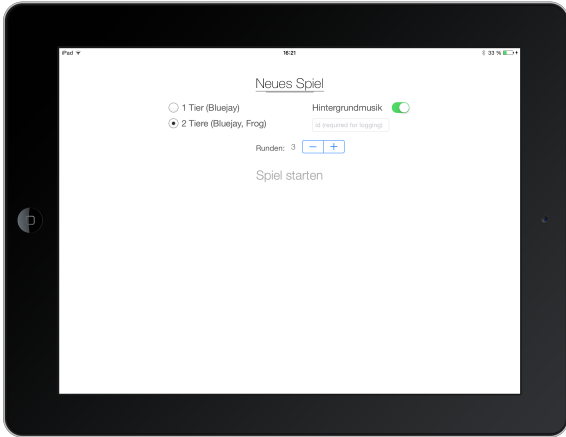 iPad 16:21 33 %
Neues Spiel
1 Tier (Bluejay) Hintergrundmusik
2 Tiere (Bluejay, Frog) Id (required for logging)
Runden: 3 − +
Spiel starten